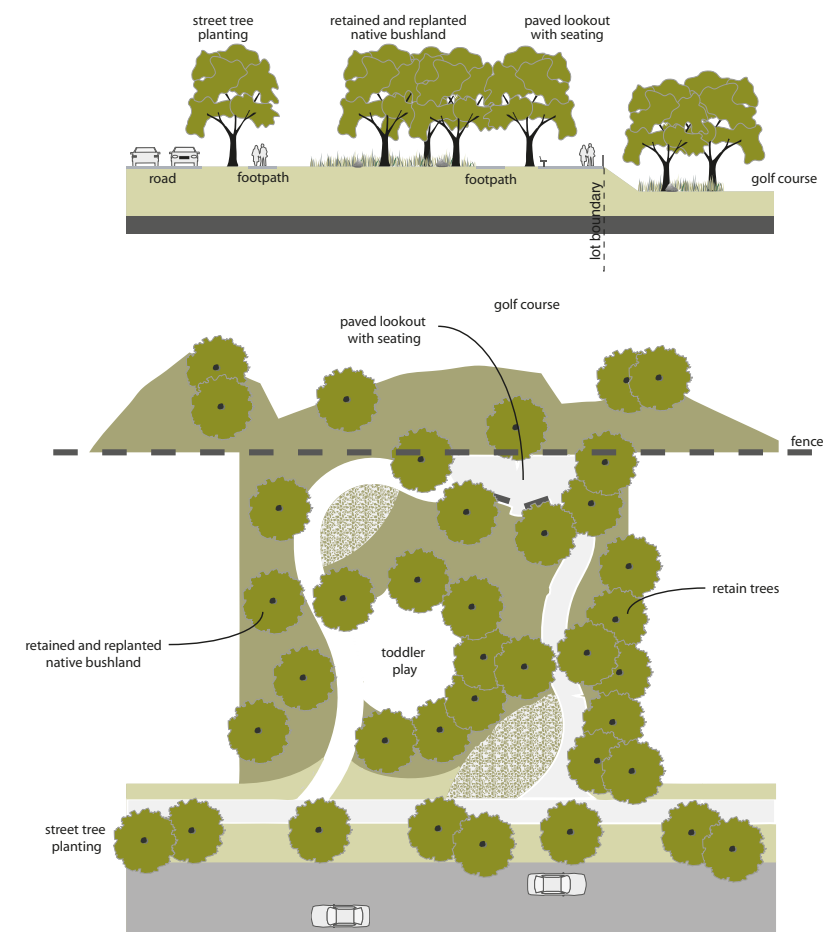 street tree
planting
retained and replanted
native bushland
paved lookout
with seating
road
footpath
footpath
golf course
lot boundary
golf course
paved lookout
with seating
fence
retain trees
retained and replanted
native bushland
toddler
play
street tree
planting